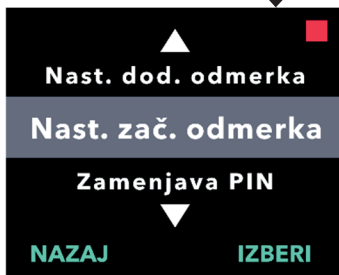 Nast. dod. odmerka
Nast. zač. odmerka
Zamenjava PIN
NAZAJ IZBERI